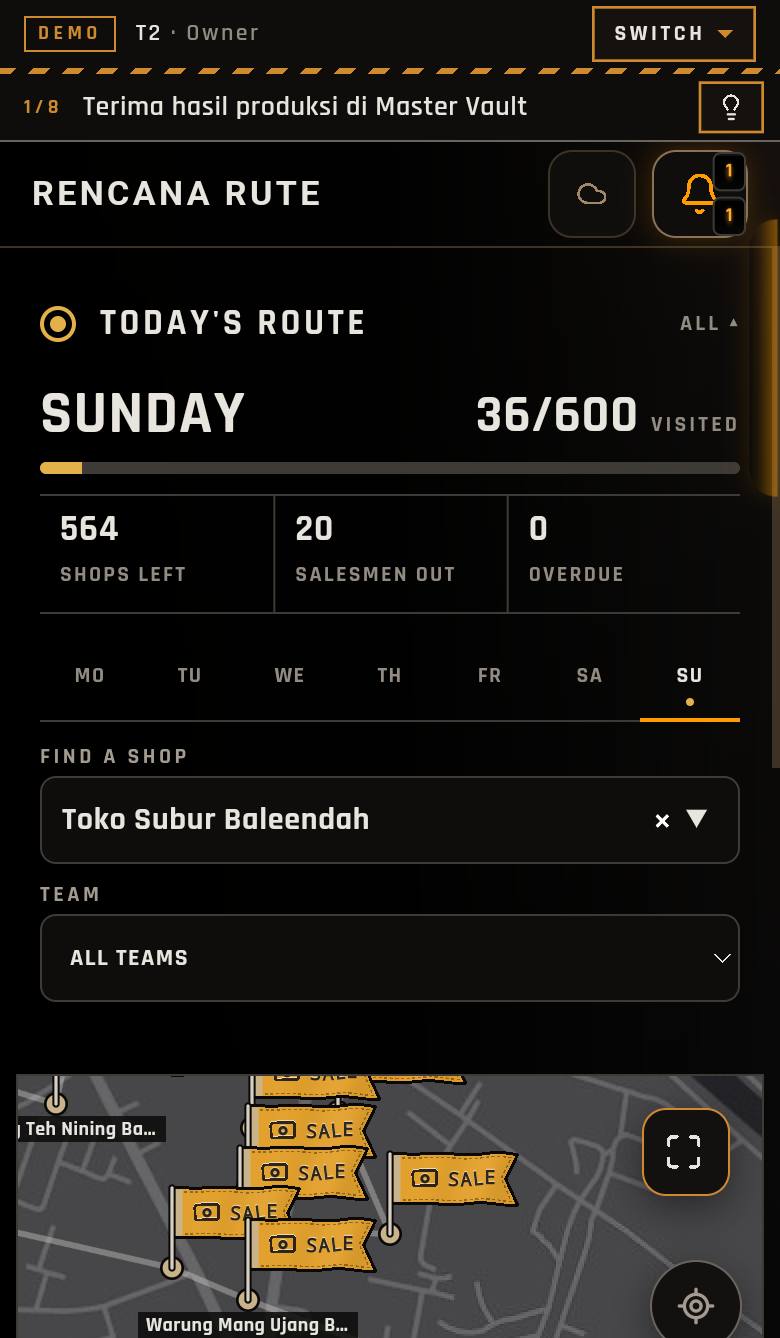 DEMO T2 · Owner SWITCH
1/8 Terima hasil produksi di Master Vault
RENCANA RUTE 1
1
TODAY'S ROUTE ALL
SUNDAY 36/600 VISITED
564 20 0
SHOPS LEFT SALESMEN OUT OVERDUE
MO TU WE TH FR SA SU
FIND A SHOP
Toko Subur Baleendah ×
TEAM
ALL TEAMS
SALE
SALE
Teh Nining Ba...
SALE
SALE
SALE
SALE
Warung Mang Ujang B...